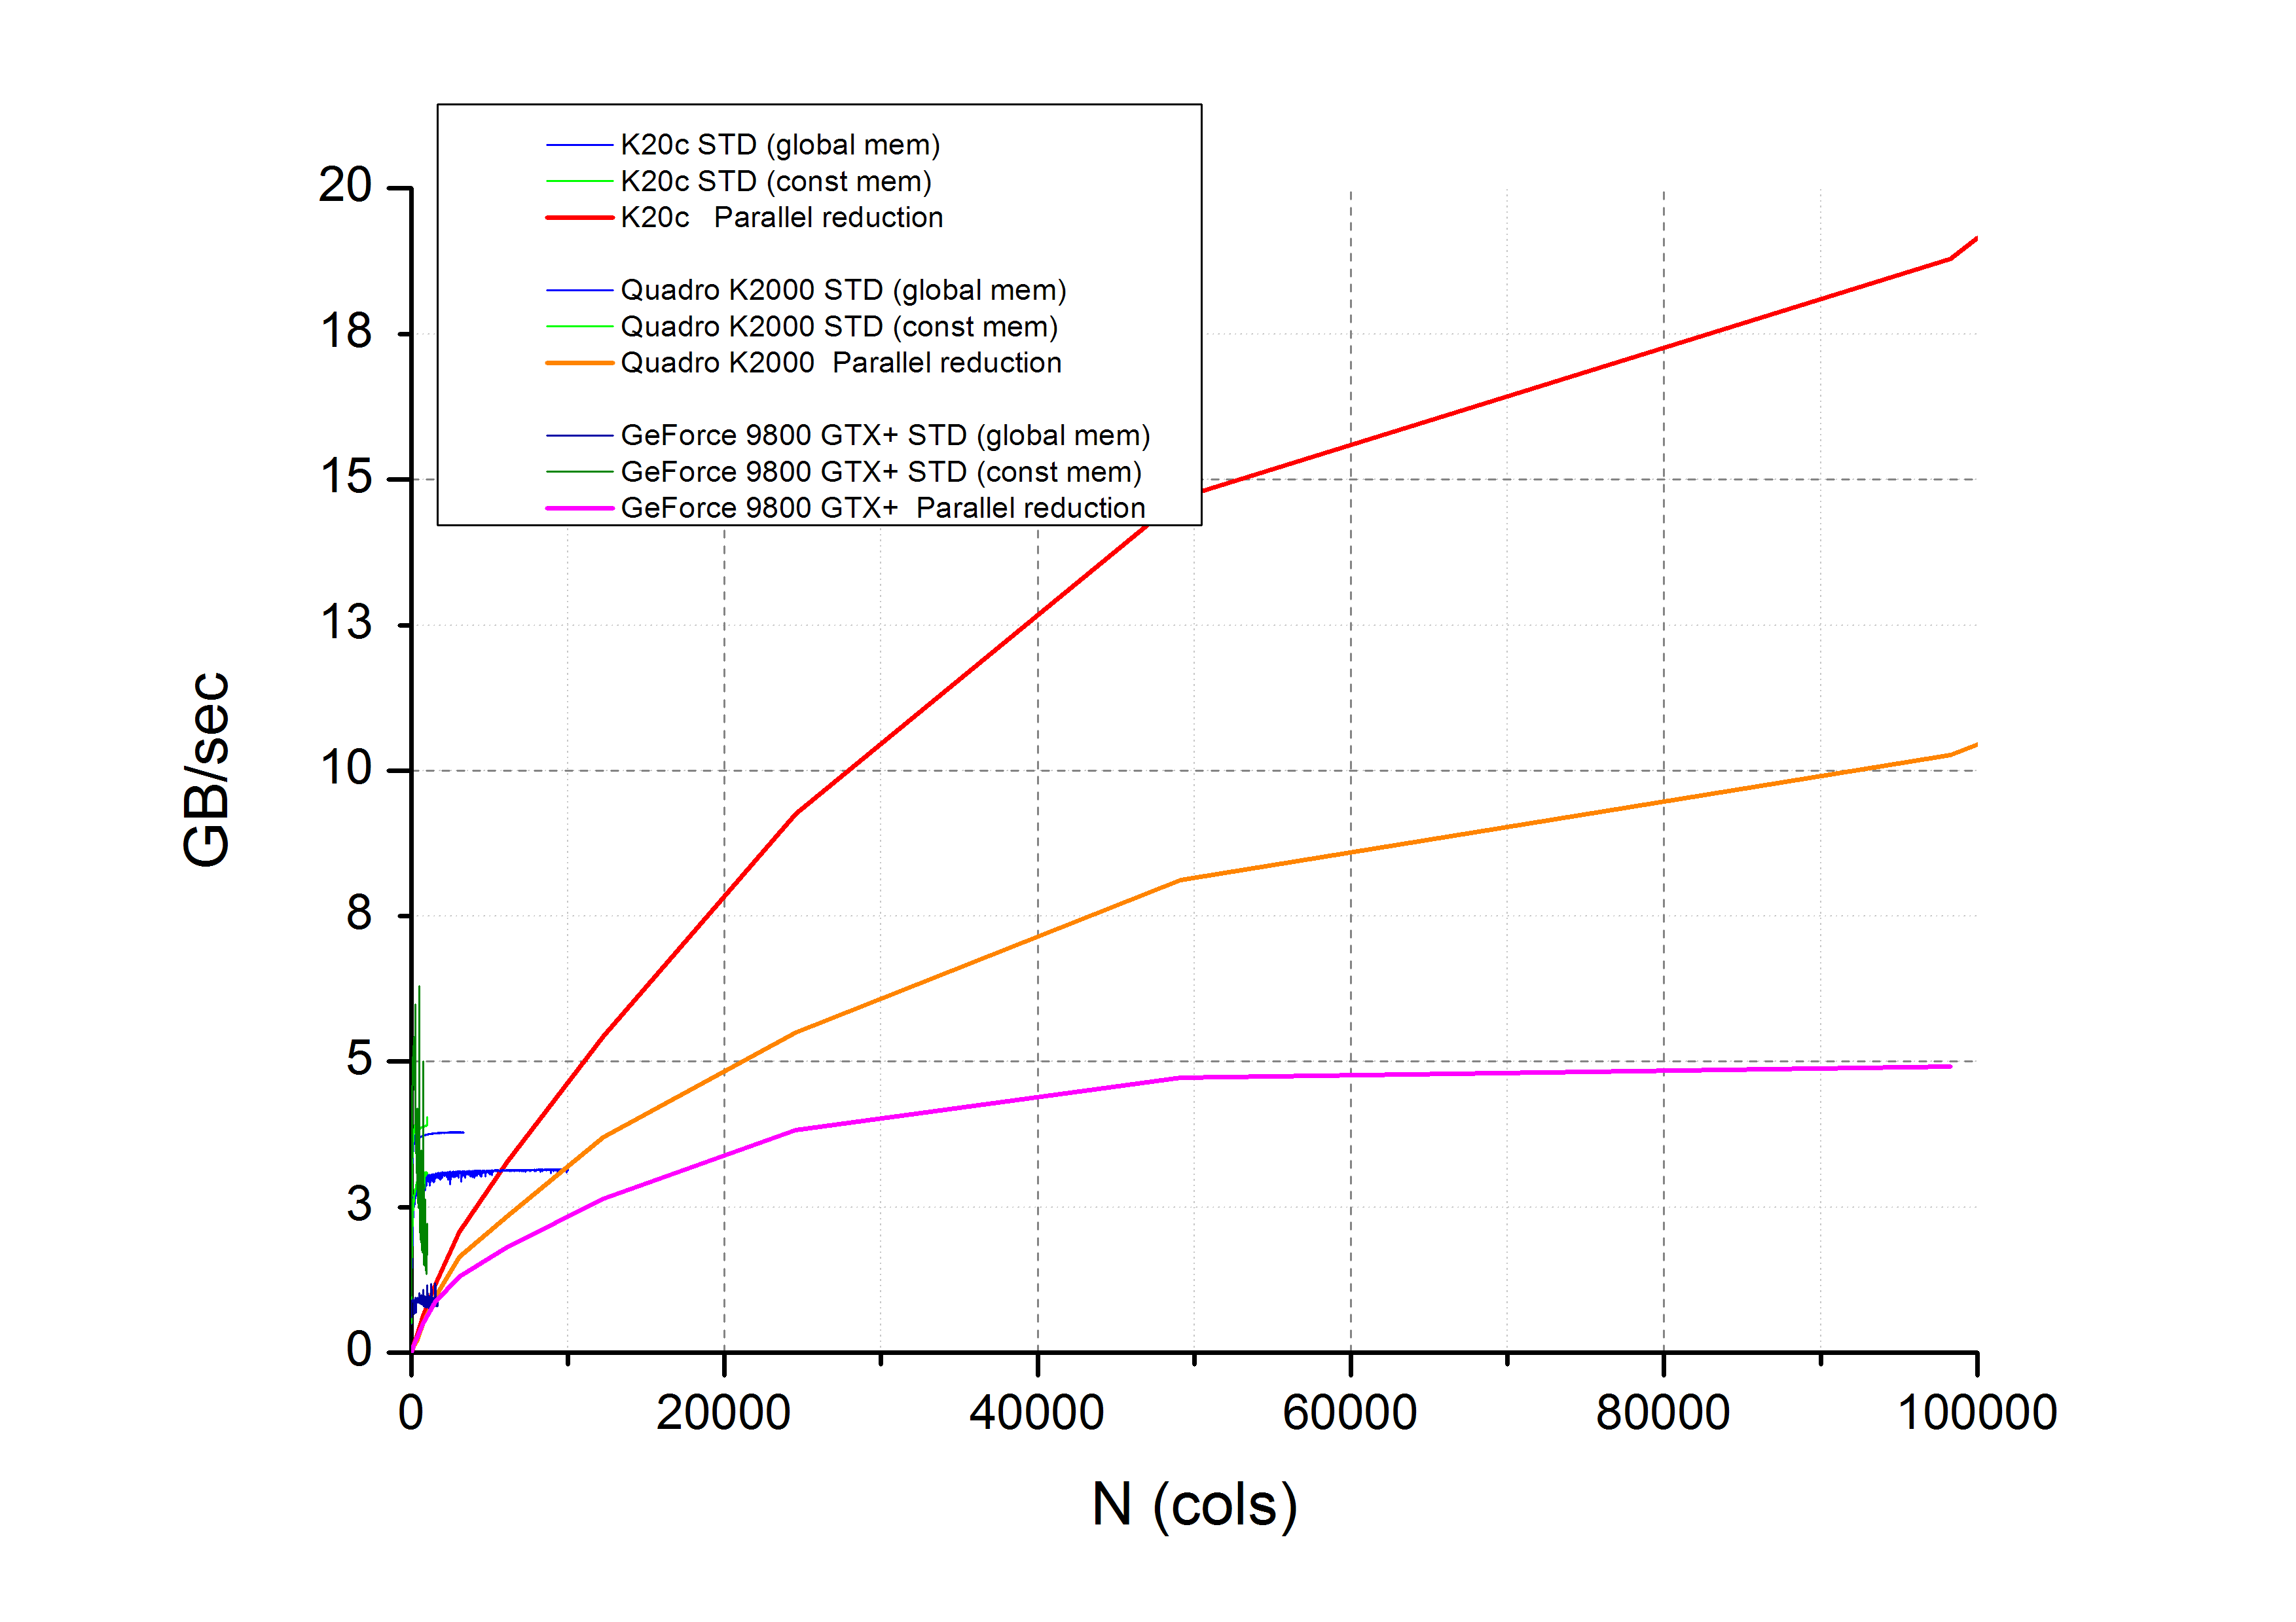 K20c STD (global mem)
K20c STD (const mem)
K20c Parallel reduction
Quadro K2000 STD (global mem)
Quadro K2000 STD (const mem)
Quadro K2000 Parallel reduction
GeForce 9800 GTX+ STD (global mem)
GeForce 9800 GTX+ STD (const mem)
GeForce 9800 GTX+ Parallel reduction
20
18
15
13
10
8
5
3
0
GB/sec
0 20000 40000 60000 80000 100000
N (cols)